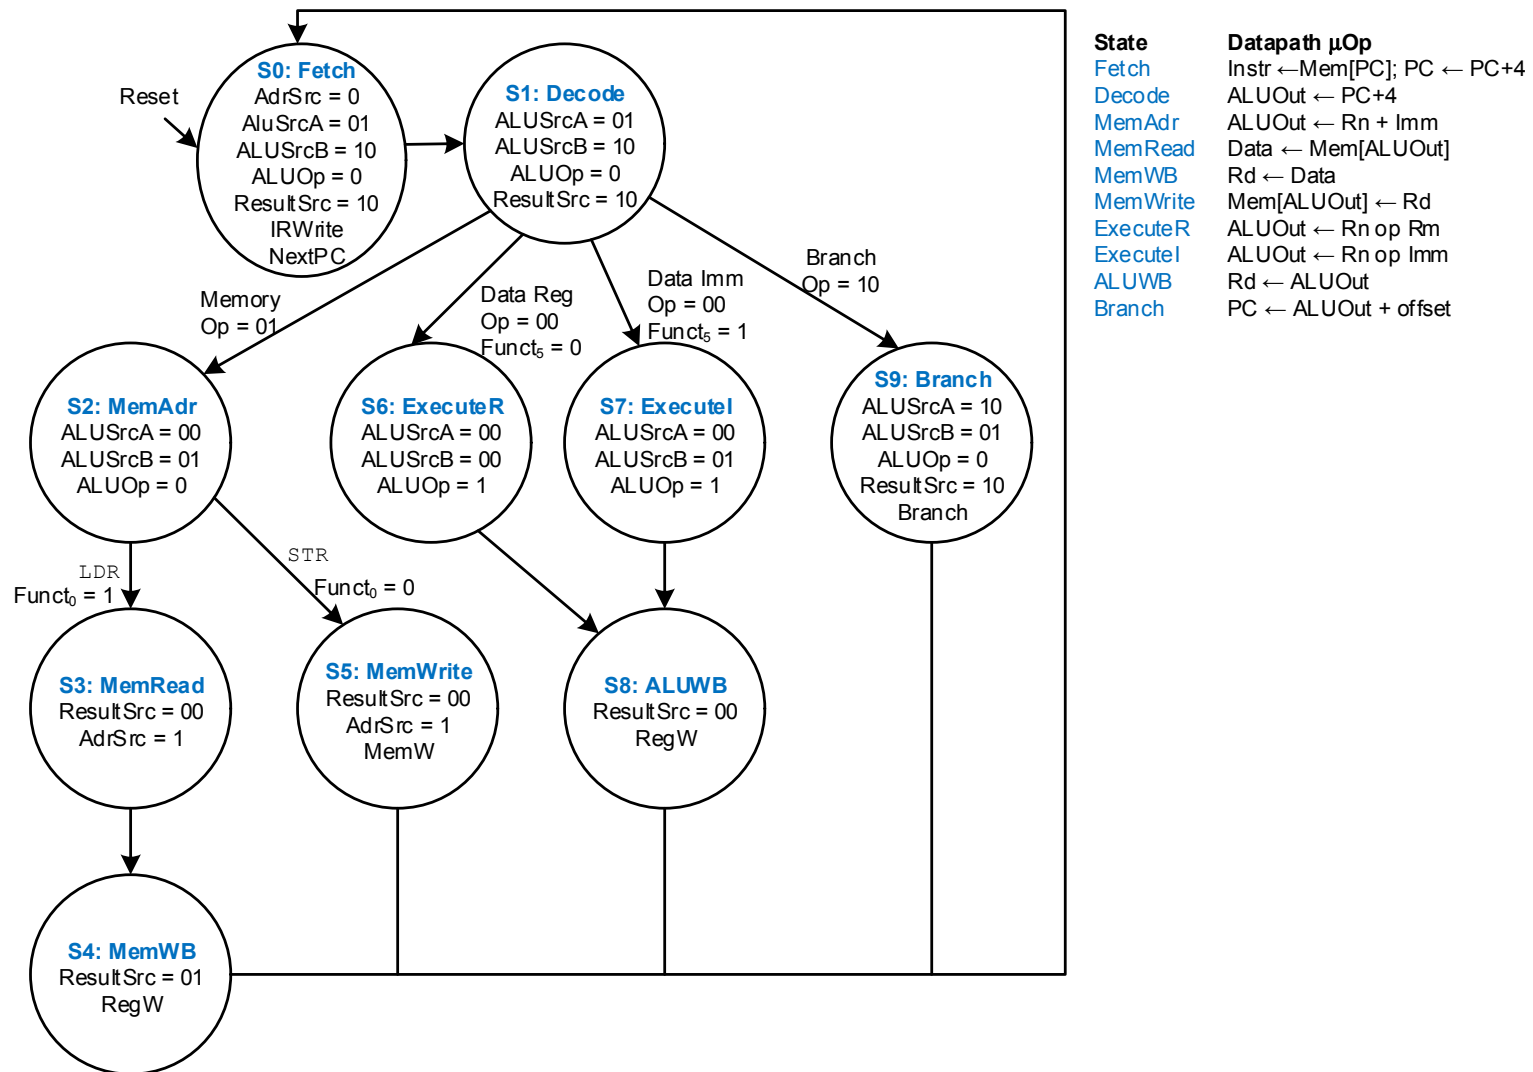 Reset
S0: Fetch
AdrSrc = 0
AluSrcA = 01
ALUSrcB = 10
ALUOp = 0
ResultSrc = 10
IRWrite
NextPC
S1: Decode
ALUSrcA = 01
ALUSrcB = 10
ALUOp = 0
ResultSrc = 10
State Datapath μOp
Fetch Instr ←Mem[PC]; PC ← PC+4
Decode ALUOut ← PC+4
MemAdr ALUOut ← Rn + Imm
MemRead Data ← Mem[ALUOut]
MemWB Rd ← Data
MemWrite Mem[ALUOut] ← Rd
ExecuteR ALUOut ← Rn op Rm
ExecuteI ALUOut ← Rn op Imm
ALUWB Rd ← ALUOut
Branch PC ← ALUOut + offset
Memory
Op = 01
Data Reg
Op = 00
Funct₅ = 0
Data Imm
Op = 00
Funct₅ = 1
Branch
Op = 10
S2: MemAdr
ALUSrcA = 00
ALUSrcB = 01
ALUOp = 0
S6: ExecuteR
ALUSrcA = 00
ALUSrcB = 00
ALUOp = 1
S7: ExecuteI
ALUSrcA = 00
ALUSrcB = 01
ALUOp = 1
S9: Branch
ALUSrcA = 10
ALUSrcB = 01
ALUOp = 0
ResultSrc = 10
Branch
LDR
Funct₀ = 1
STR
Funct₀ = 0
S3: MemRead
ResultSrc = 00
AdrSrc = 1
S5: MemWrite
ResultSrc = 00
AdrSrc = 1
MemW
S8: ALUWB
ResultSrc = 00
RegW
S4: MemWB
ResultSrc = 01
RegW